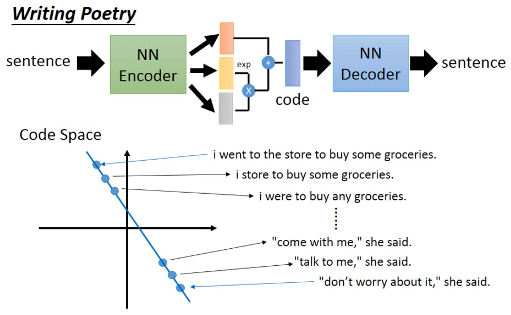 Writing Poetry
sentence
NN
Encoder
exp
X
+
code
NN
Decoder
sentence
Code Space
i went to the store to buy some groceries.
i store to buy some groceries.
i were to buy any groceries.
"come with me," she said.
"talk to me," she said.
"don’t worry about it," she said.